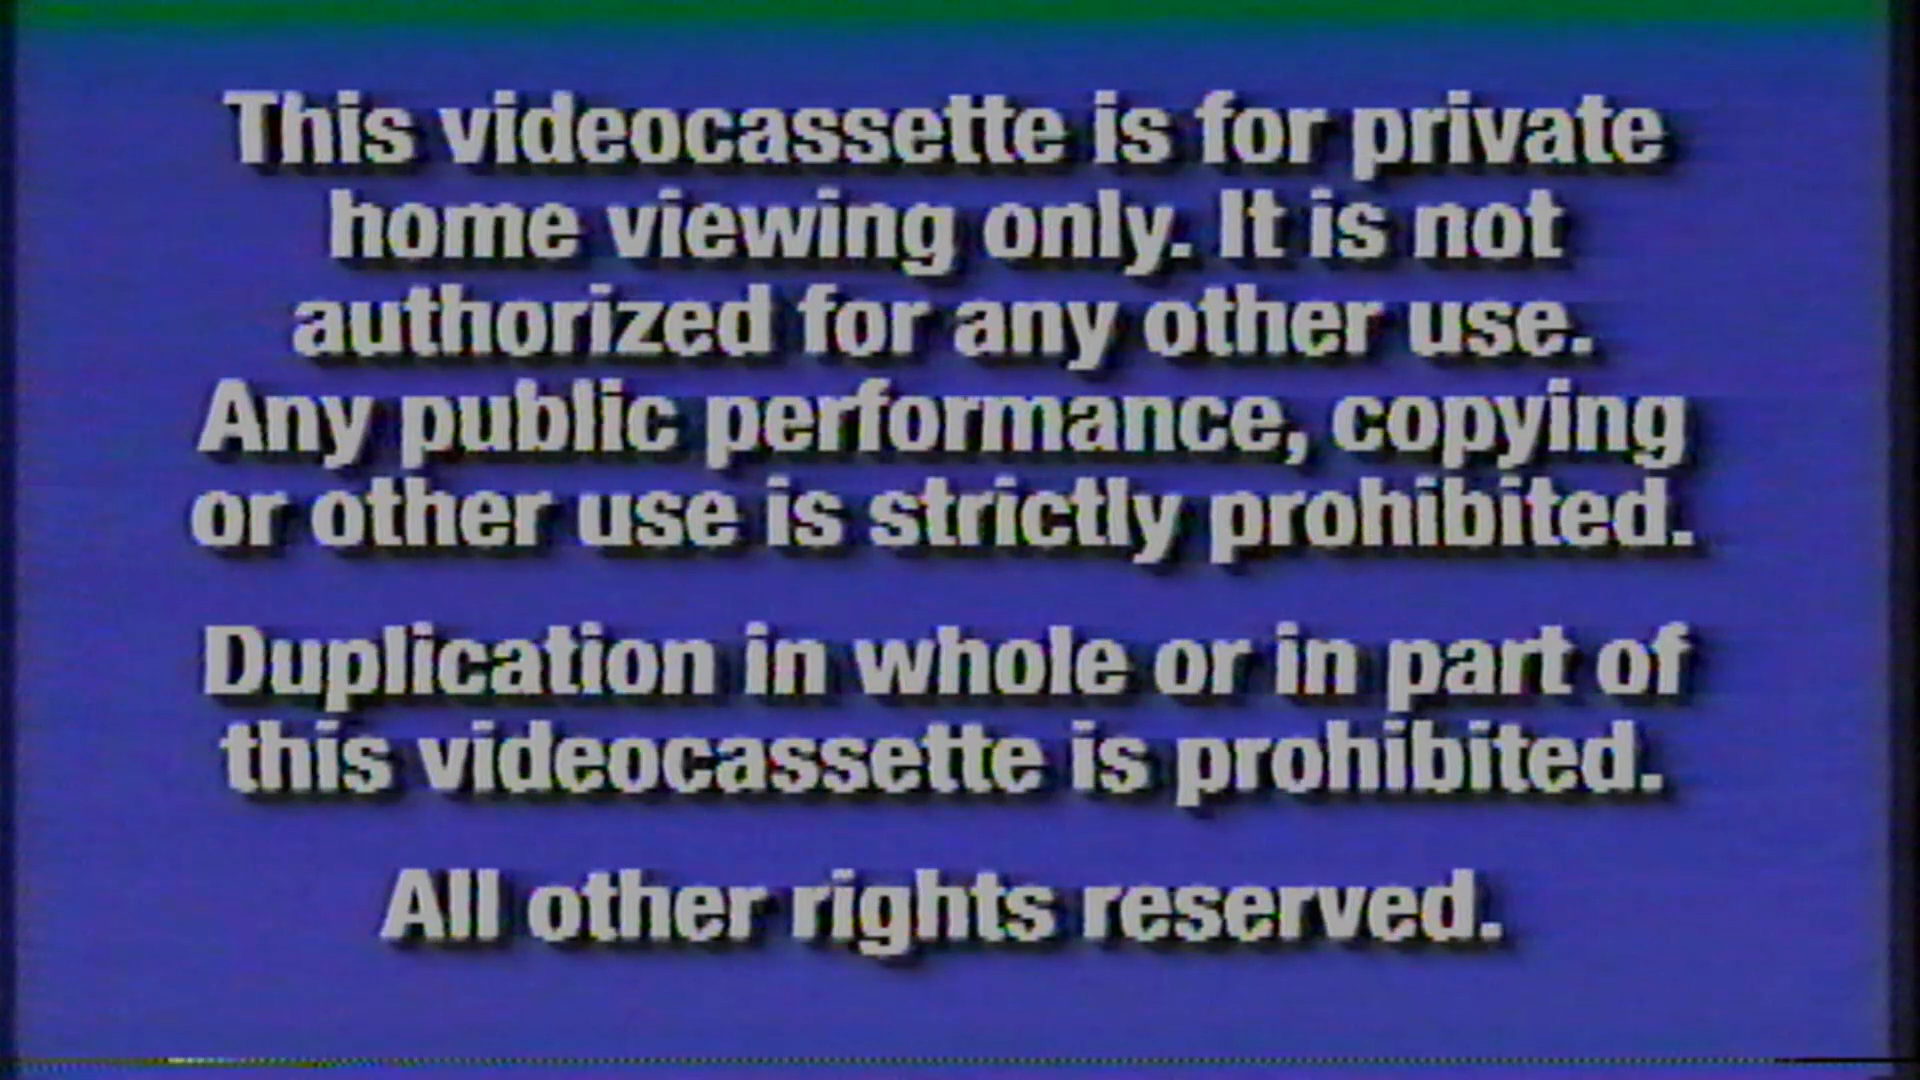 This videocassette is for private
home viewing only. It is not
authorized for any other use.
Any public performance, copying
or other use is strictly prohibited.
Duplication in whole or in part of
this videocassette is prohibited.
All other rights reserved.